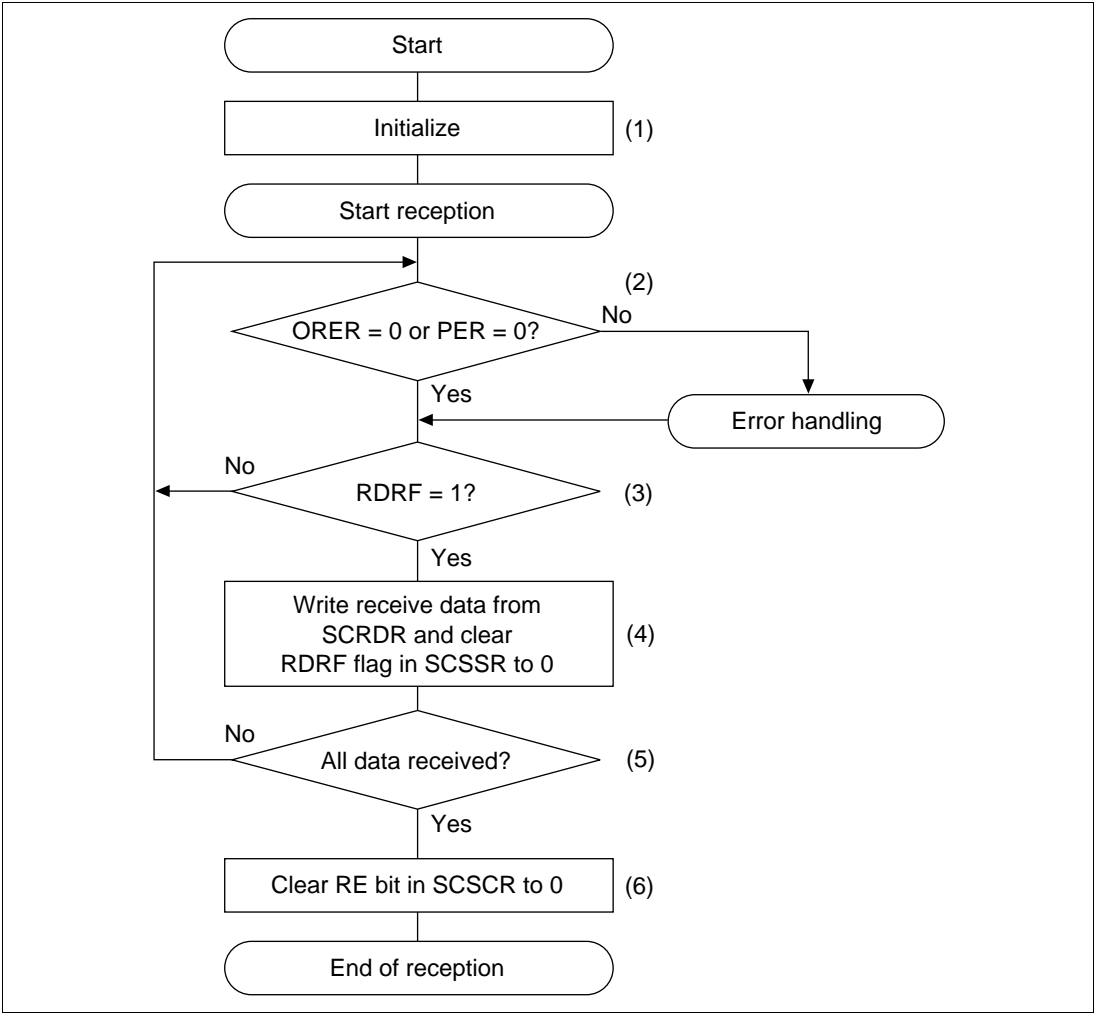 Start
Initialize
(1)
Start reception
(2)
ORER = 0 or PER = 0?
No
Yes
Error handling
No
RDRF = 1?
(3)
Yes
Write receive data from
SCRDR and clear
RDRF flag in SCSSR to 0
(4)
No
All data received?
(5)
Yes
Clear RE bit in SCSCR to 0
(6)
End of reception